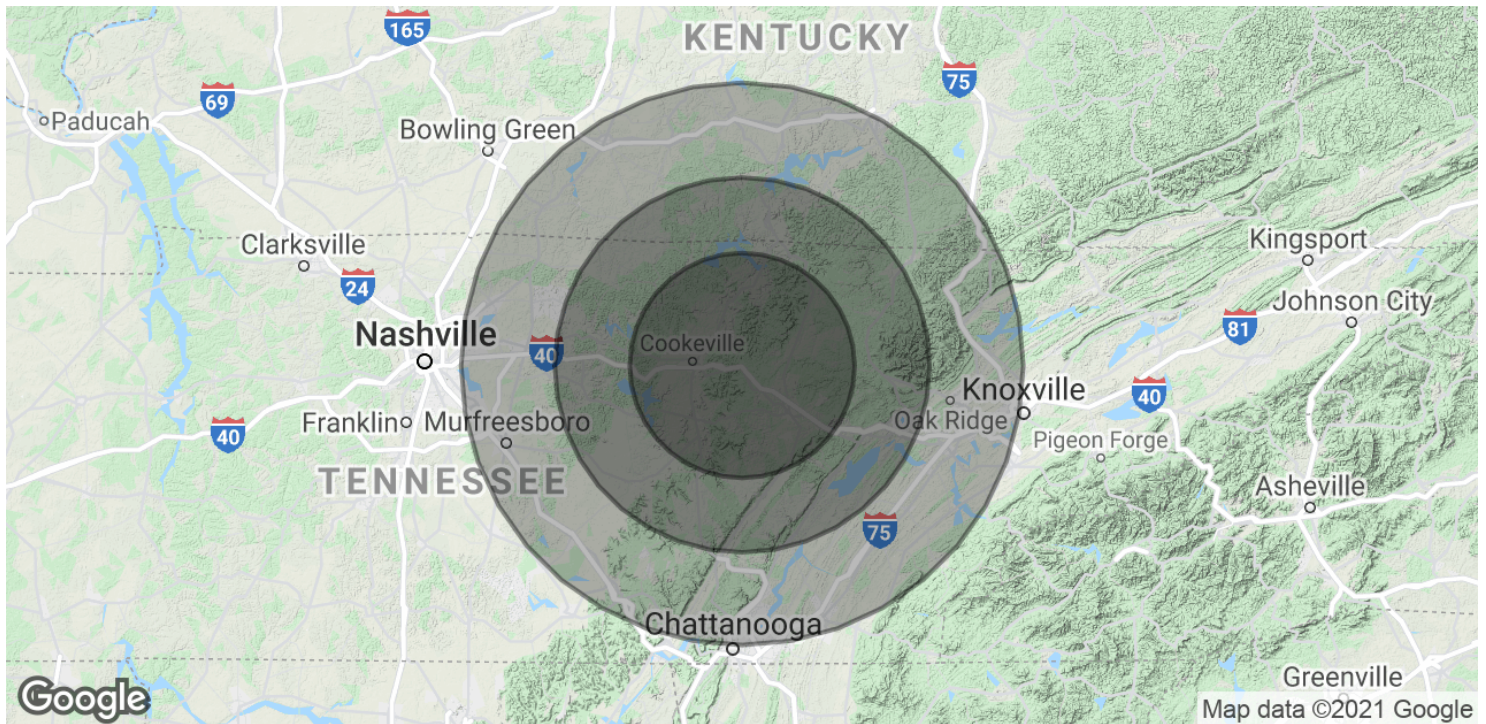 165
KENTUCKY
75
69
Paducah
Bowling Green
Clarksville
Kingsport
24
Johnson City
81
Nashville
40
Cookeville
Knoxville
40
Franklin
Murfreesboro
Oak Ridge
40
Pigeon Forge
TENNESSEE
Asheville
75
Chattanooga
Greenville
Google
Map data ©2021 Google